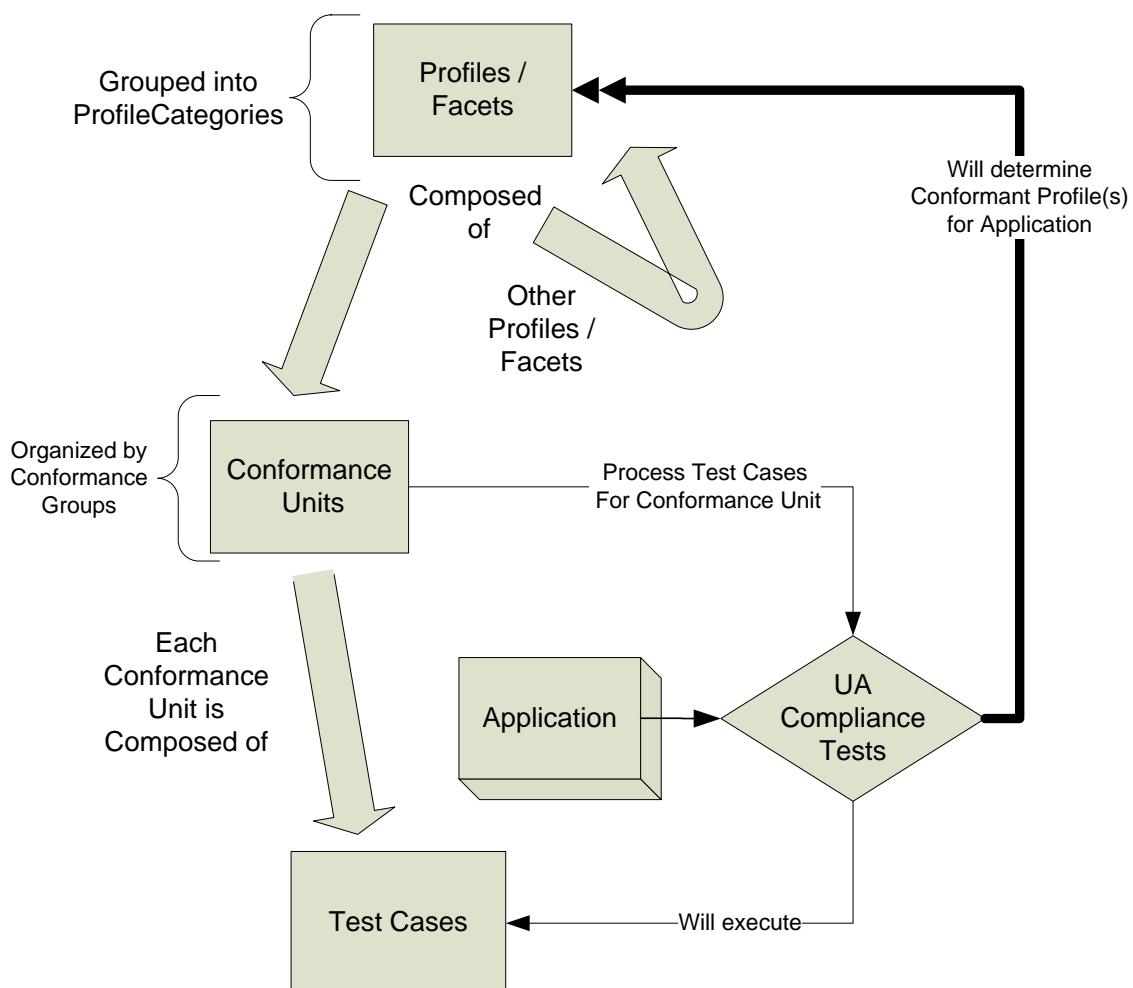 Grouped into
ProfileCategories
Profiles /
Facets
Composed
of
Other
Profiles /
Facets
Will determine
Conformant Profile(s)
for Application
Organized by
Conformance
Groups
Conformance
Units
Process Test Cases
For Conformance Unit
Each
Conformance
Unit is
Composed of
Application
UA
Compliance
Tests
Test Cases
Will execute